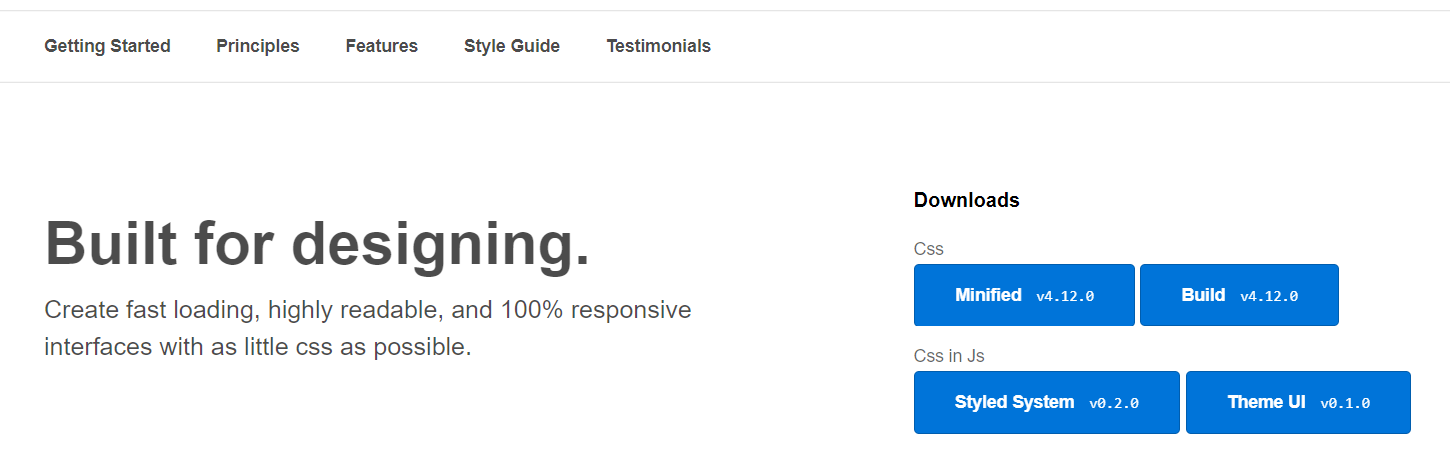 Getting Started Principles Features Style Guide Testimonials
Built for designing.
Create fast loading, highly readable, and 100% responsive
interfaces with as little css as possible.
Downloads
Css
Minified v4.12.0 Build v4.12.0
Css in Js
Styled System v0.2.0 Theme UI v0.1.0